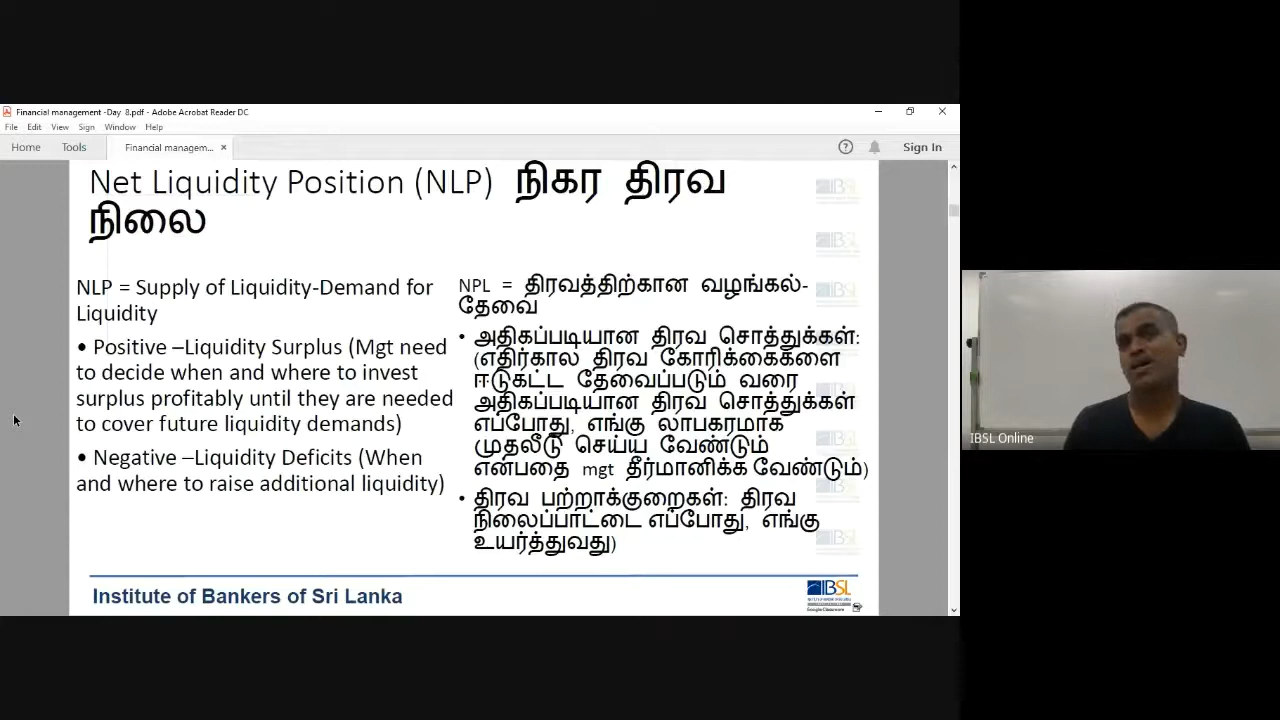 Financial management -Day 8.pdf - Adobe Acrobat Reader DC
File Edit View Sign Window Help
Home Tools Financial managem... × Sign In
Net Liquidity Position (NLP) நிகர திரவ
நிலை
NLP = Supply of Liquidity-Demand for
Liquidity
• Positive –Liquidity Surplus (Mgt need
to decide when and where to invest
surplus profitably until they are needed
to cover future liquidity demands)
• Negative –Liquidity Deficits (When
and where to raise additional liquidity)
NPL = திரவத்திற்கான வழங்கல்-
தேவை
• அதிகப்படியான திரவ சொத்துக்கள்:
(எதிர்கால திரவ கோரிக்கைகளை
ஈடுகட்ட தேவைப்படும் வரை
அதிகப்படியான திரவ சொத்துக்கள்
எப்போது, எங்கு லாபகரமாக
முதலீடு செய்ய வேண்டும்
என்பதை mgt தீர்மானிக்க வேண்டும்)
• திரவ பற்றாக்குறைகள்: திரவ
நிலைப்பாட்டை எப்போது, எங்கு
உயர்த்துவது)
Institute of Bankers of Sri Lanka
IBSL
IBSL Online